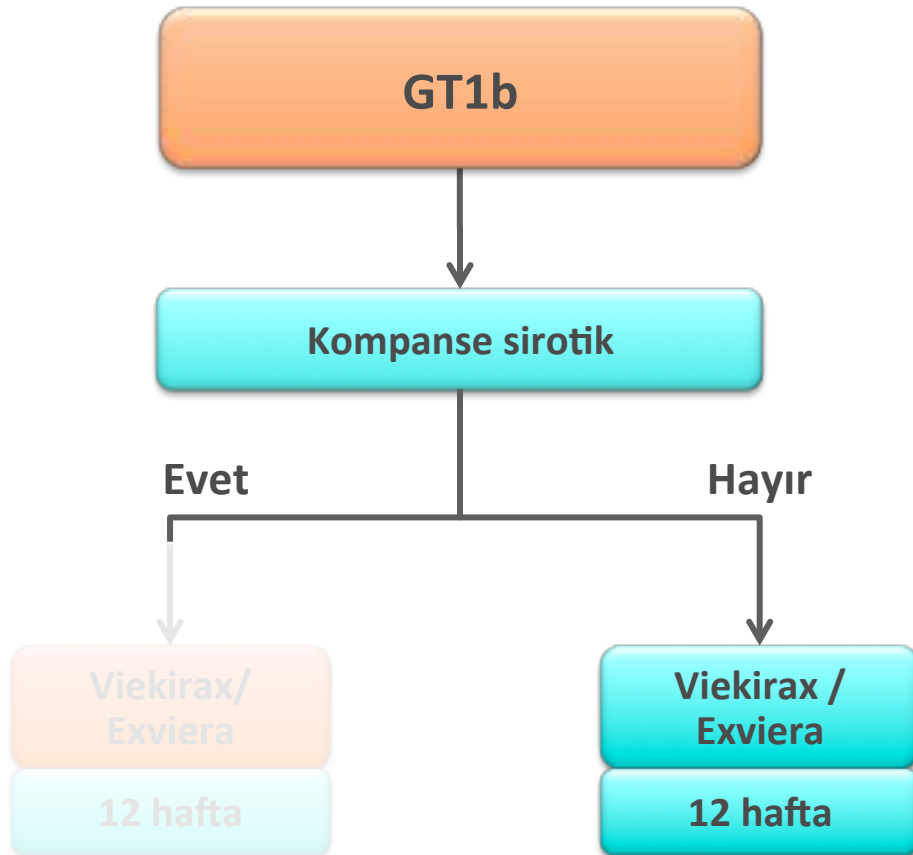 GT1b
Kompanse sirotik
Evet
Hayır
Viekirax/
Exviera
12 hafta
Viekirax /
Exviera
12 hafta